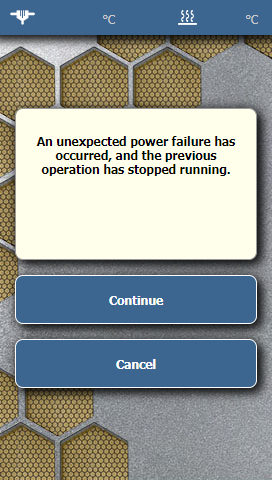 °C °C
An unexpected power failure has
occurred, and the previous
operation has stopped running.
Continue
Cancel